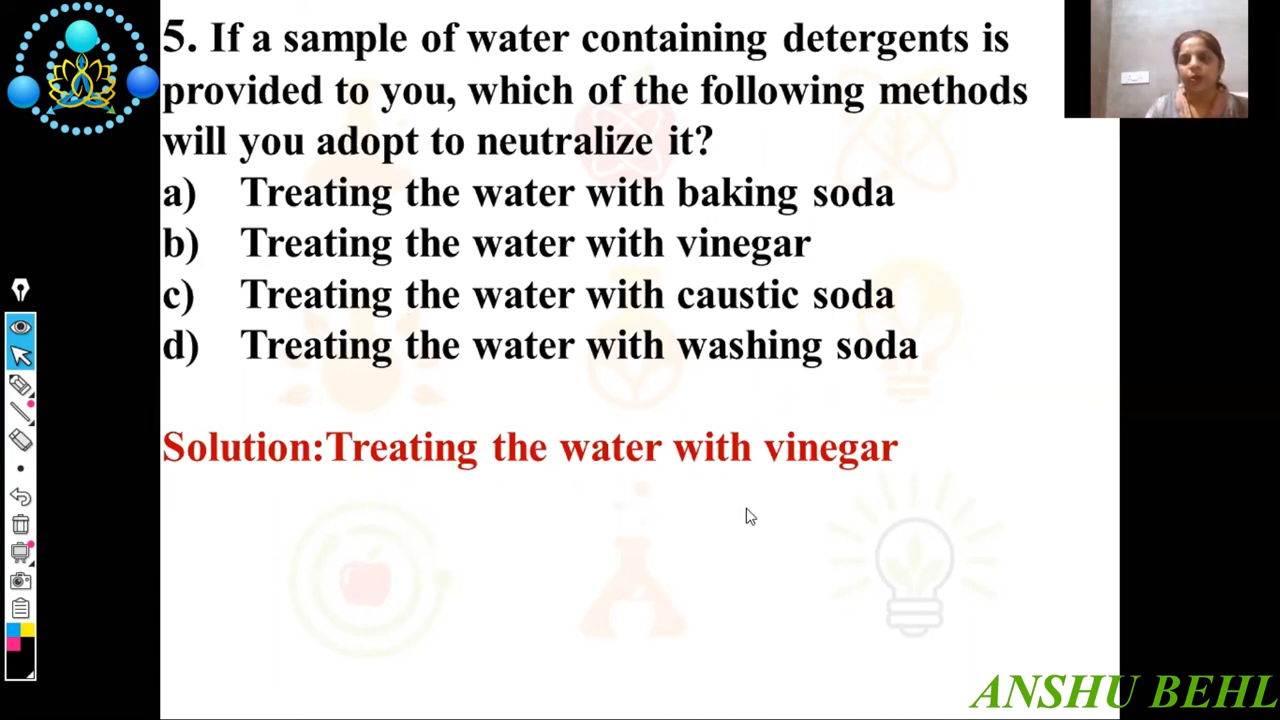 5. If a sample of water containing detergents is
provided to you, which of the following methods
will you adopt to neutralize it?
a) Treating the water with baking soda
b) Treating the water with vinegar
c) Treating the water with caustic soda
d) Treating the water with washing soda
Solution:Treating the water with vinegar
ANSHU BEHL